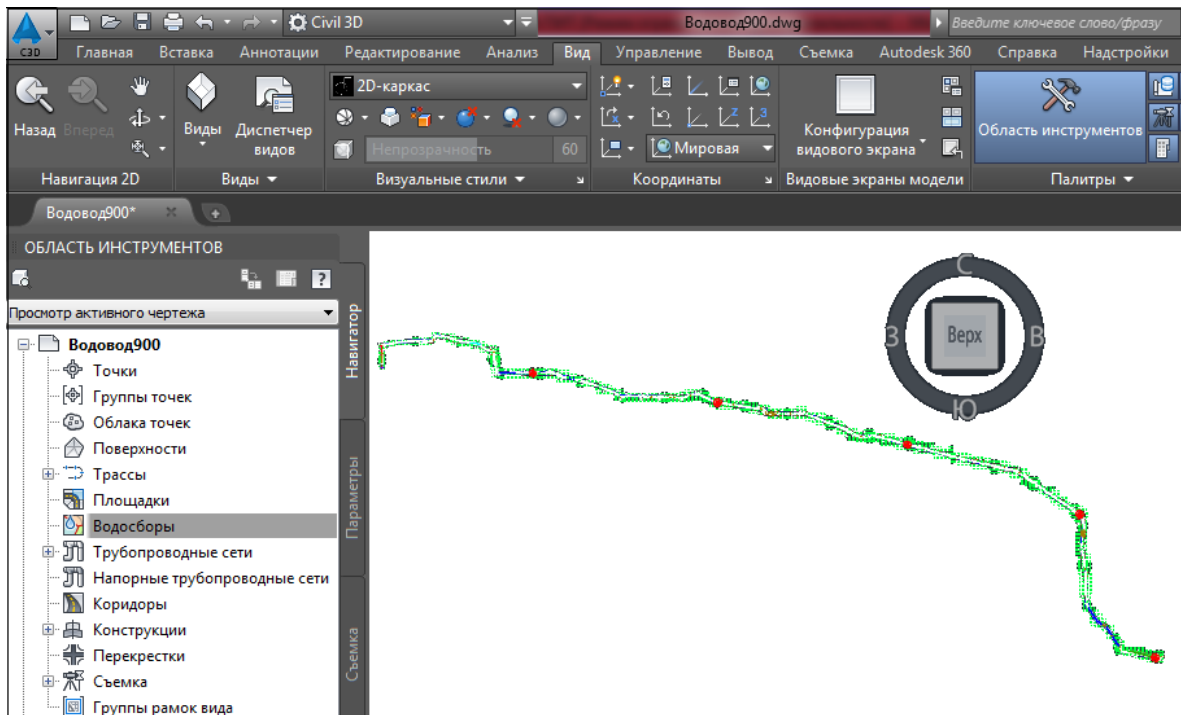 Civil 3D Водовод900.dwg Введите ключевое слово/фразу
C3D Главная Вставка Аннотации Редактирование Анализ Вид Управление Вывод Съемка Autodesk 360 Справка Надстройки
2D-каркас
Назад Вперед Виды Диспетчер видов
Непрозрачность 60
Мировая
Конфигурация видового экрана
Область инструментов
Навигация 2D Виды Визуальные стили Координаты Видовые экраны модели Палитры
Водовод900*
ОБЛАСТЬ ИНСТРУМЕНТОВ
Просмотр активного чертежа
Водовод900
Точки
Группы точек
Облака точек
Поверхности
Трассы
Площадки
Водосборы
Трубопроводные сети
Напорные трубопроводные сети
Коридоры
Конструкции
Перекрестки
Съемка
Группы рамок вида
Навигатор
Параметры
Съемка
С
З Верх В
Ю